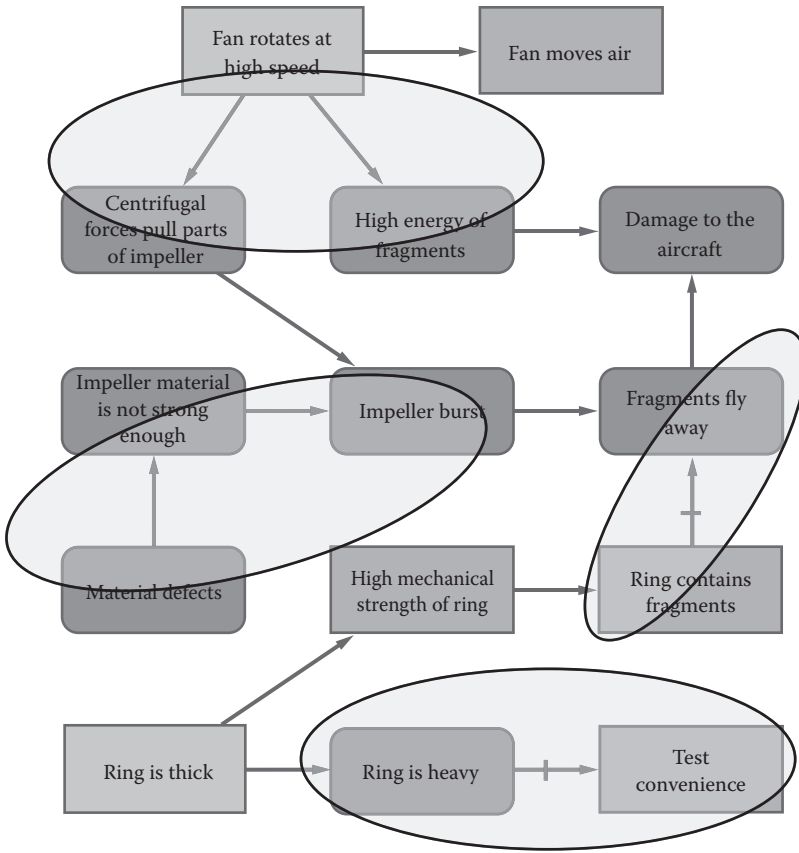 Fan rotates at
high speed
Fan moves air
Centrifugal
forces pull parts
of impeller
High energy of
fragments
Damage to the
aircraft
Impeller material
is not strong
enough
Impeller burst
Fragments fly
away
Material defects
High mechanical
strength of ring
Ring contains
fragments
Ring is thick
Ring is heavy
Test
convenience